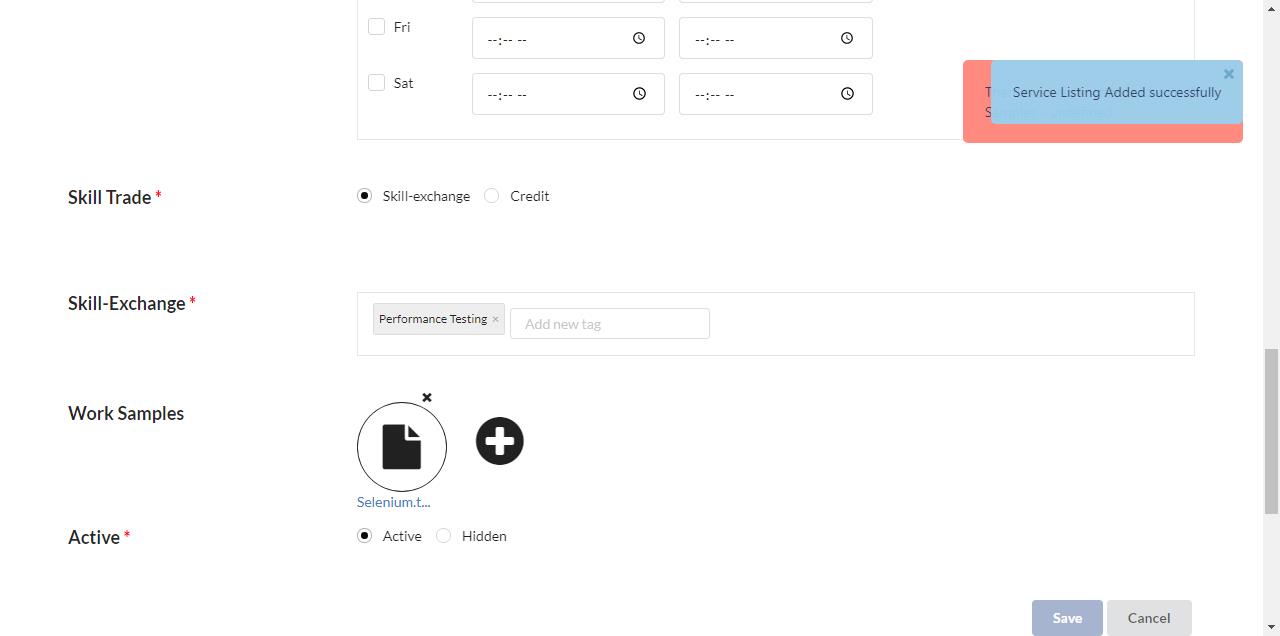 Fri
--:-- --
--:-- --
Sat
--:-- --
--:-- --
Service Listing Added successfully
Skill Trade *
Skill-exchange
Credit
Skill-Exchange *
Performance Testing ×
Add new tag
Work Samples
Selenium.t...
Active *
Active
Hidden
Save
Cancel